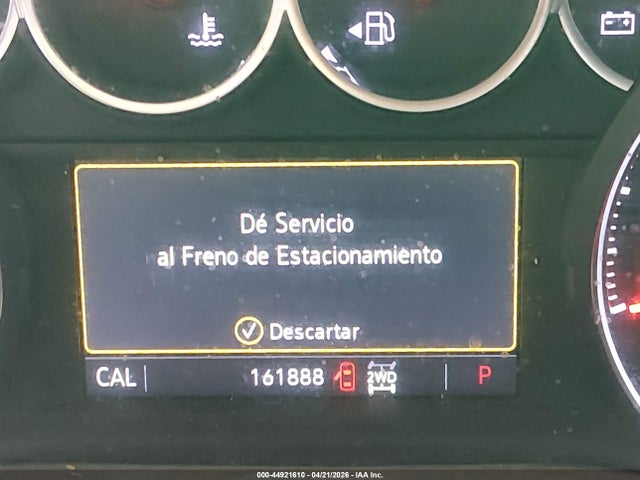 Dé Servicio
al Freno de Estacionamiento
Descartar
CAL 161888 2WD P
000-44921610 - 04/21/2026 - IAA Inc.